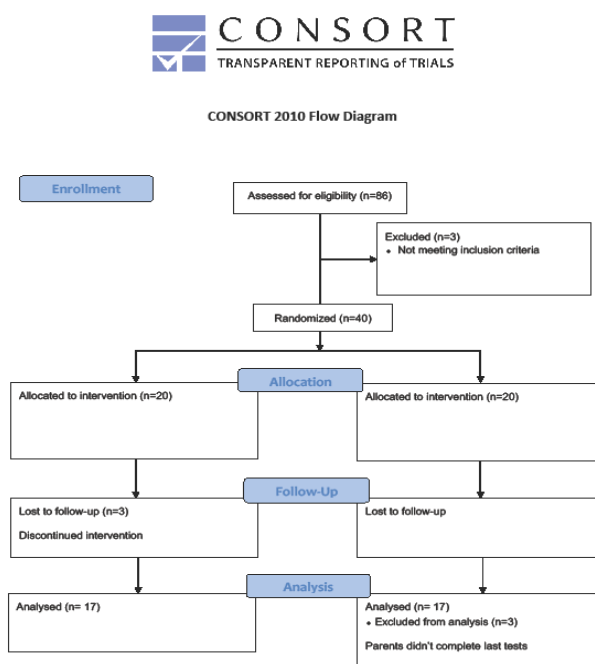 CONSORT
TRANSPARENT REPORTING of TRIALS
CONSORT 2010 Flow Diagram
Enrollment
Assessed for eligibility (n=86)
Excluded (n=3)
• Not meeting inclusion criteria
Randomized (n=40)
Allocation
Allocated to intervention (n=20)
Allocated to intervention (n=20)
Follow-Up
Lost to follow-up (n=3)
Discontinued intervention
Lost to follow-up
Analysis
Analysed (n= 17)
Analysed (n= 17)
• Excluded from analysis (n=3)
Parents didn't complete last tests